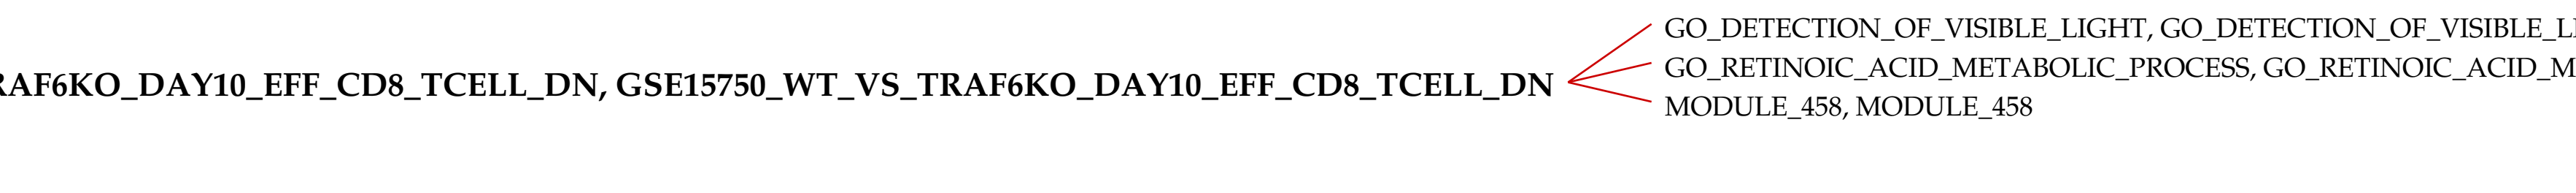 GO_DETECTION_OF_VISIBLE_LIGHT, GO_DETECTION_OF_VISIBLE_LI
RAF6KO_DAY10_EFF_CD8_TCELL_DN, GSE15750_WT_VS_TRAF6KO_DAY10_EFF_CD8_TCELL_DN
GO_RETINOIC_ACID_METABOLIC_PROCESS, GO_RETINOIC_ACID_M
MODULE_458, MODULE_458